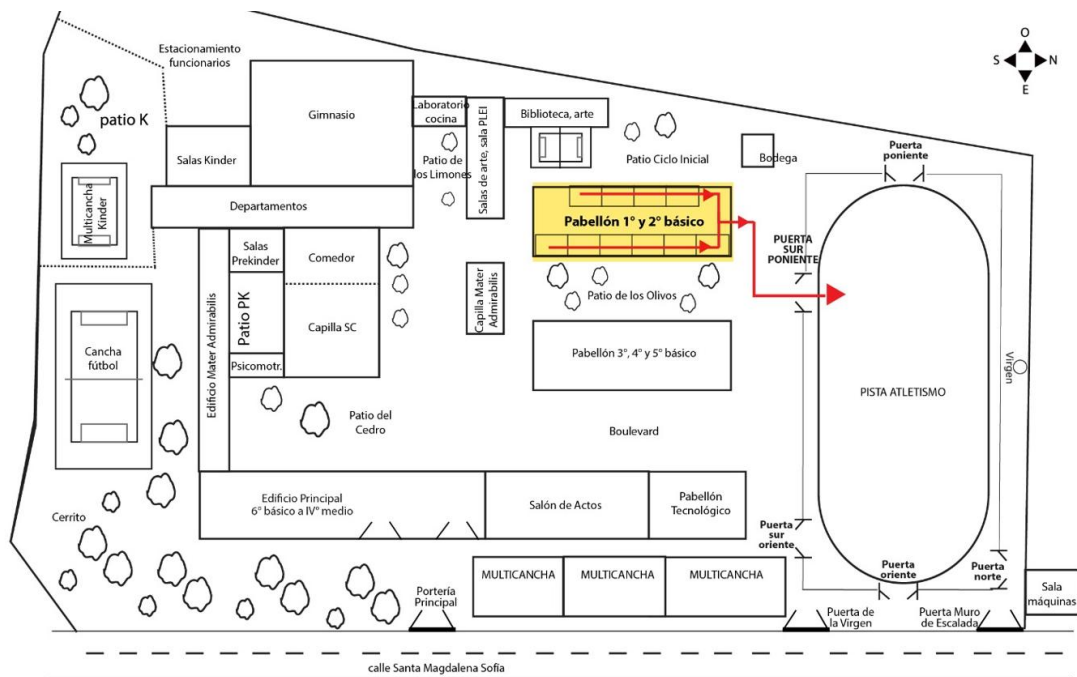 Estacionamiento
funcionarios
O
S
N
E
patio K
Gimnasio
Laboratorio
cocina
Salas de arte, sala PLEI
Biblioteca, arte
Patio Ciclo Inicial
Bodega
Puerta
poniente
Salas Kinder
Patio de
los Limones
Multicancha
Kinder
Departamentos
Pabellón 1° y 2° básico
PUERTA
SUR
PONIENTE
Salas
Prekinder
Comedor
Edificio Mater Admirabilis
Patio PK
Capilla SC
Psicomotr.
Capilla Mater
Admirabilis
Patio de los Olivos
Cancha
fútbol
Pabellón 3°, 4° y 5° básico
Virgen
PISTA ATLETISMO
Patio del
Cedro
Boulevard
Edificio Principal
6° básico a IV° medio
Salón de Actos
Pabellón
Tecnológico
Cerrito
Puerta
sur
oriente
Puerta
oriente
Puerta
norte
MULTICANCHA
MULTICANCHA
MULTICANCHA
Sala
máquinas
Portería
Principal
Puerta de
la Virgen
Puerta Muro
de Escalada
calle Santa Magdalena Sofía